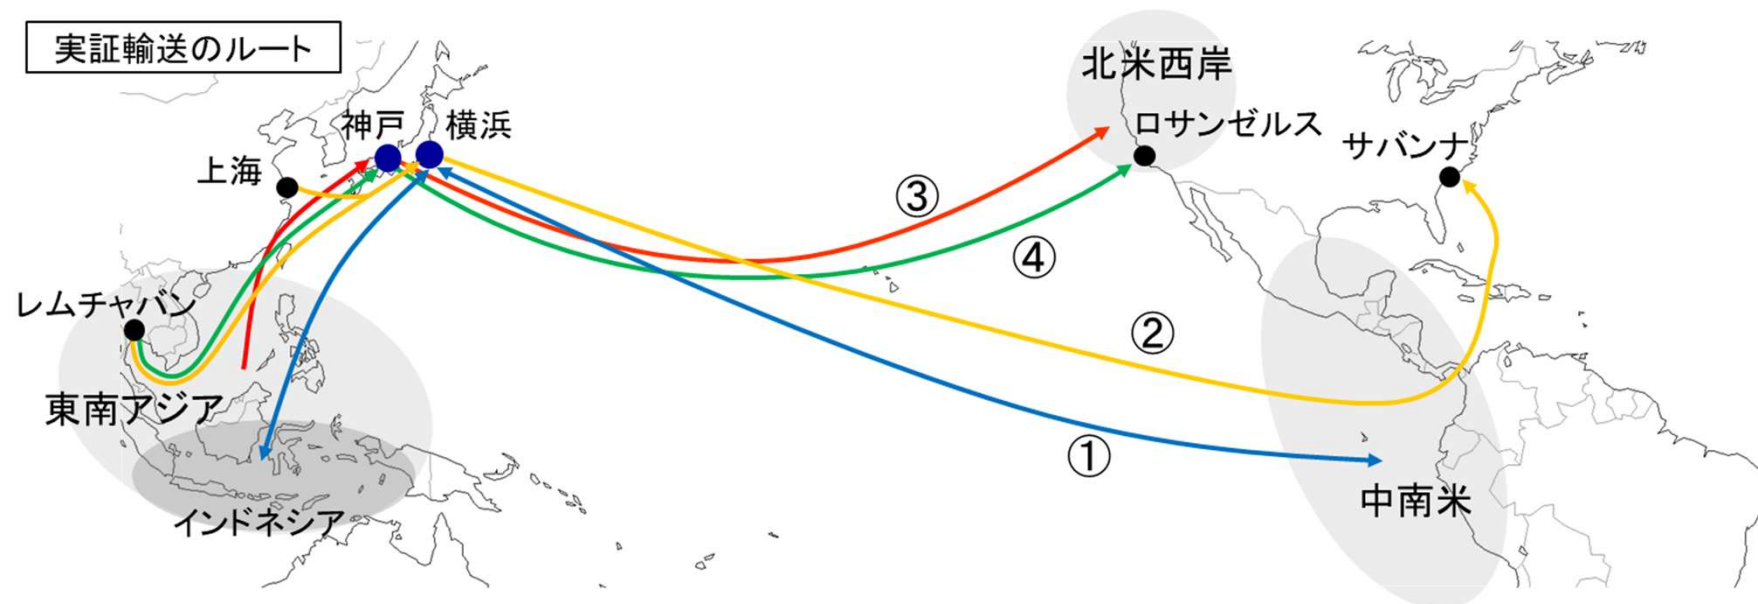 実証輸送のルート
北米西岸
神戸
横浜
ロサンゼルス
サバンナ
上海
③
④
レムチャバン
②
東南アジア
①
中南米
インドネシア